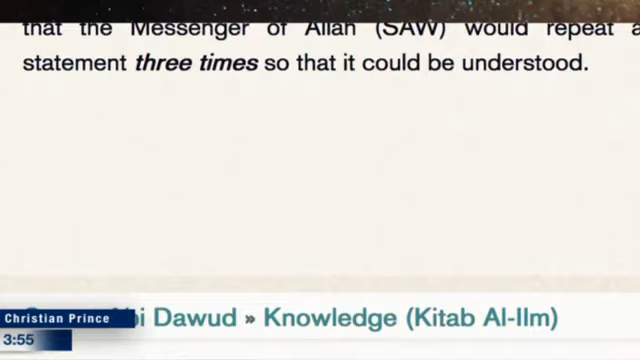 that the Messenger of Allah (SAW) would repeat a
statement three times so that it could be understood.
Dawud » Knowledge (Kitab Al-Ilm)
Christian Prince
3:55